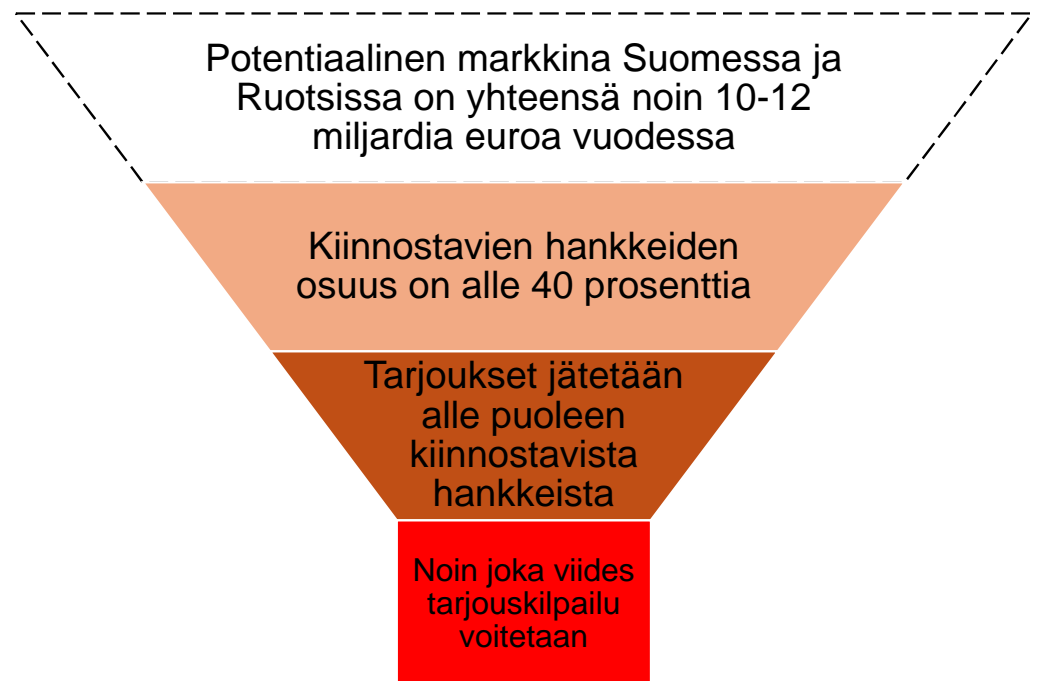 Potentiaalinen markkina Suomessa ja
Ruotsissa on yhteensä noin 10-12
miljardia euroa vuodessa
Kiinnostavien hankkeiden
osuus on alle 40 prosenttia
Tarjoukset jätetään
alle puoleen
kiinnostavista
hankkeista
Noin joka viides
tarjouskilpailu
voitetaan